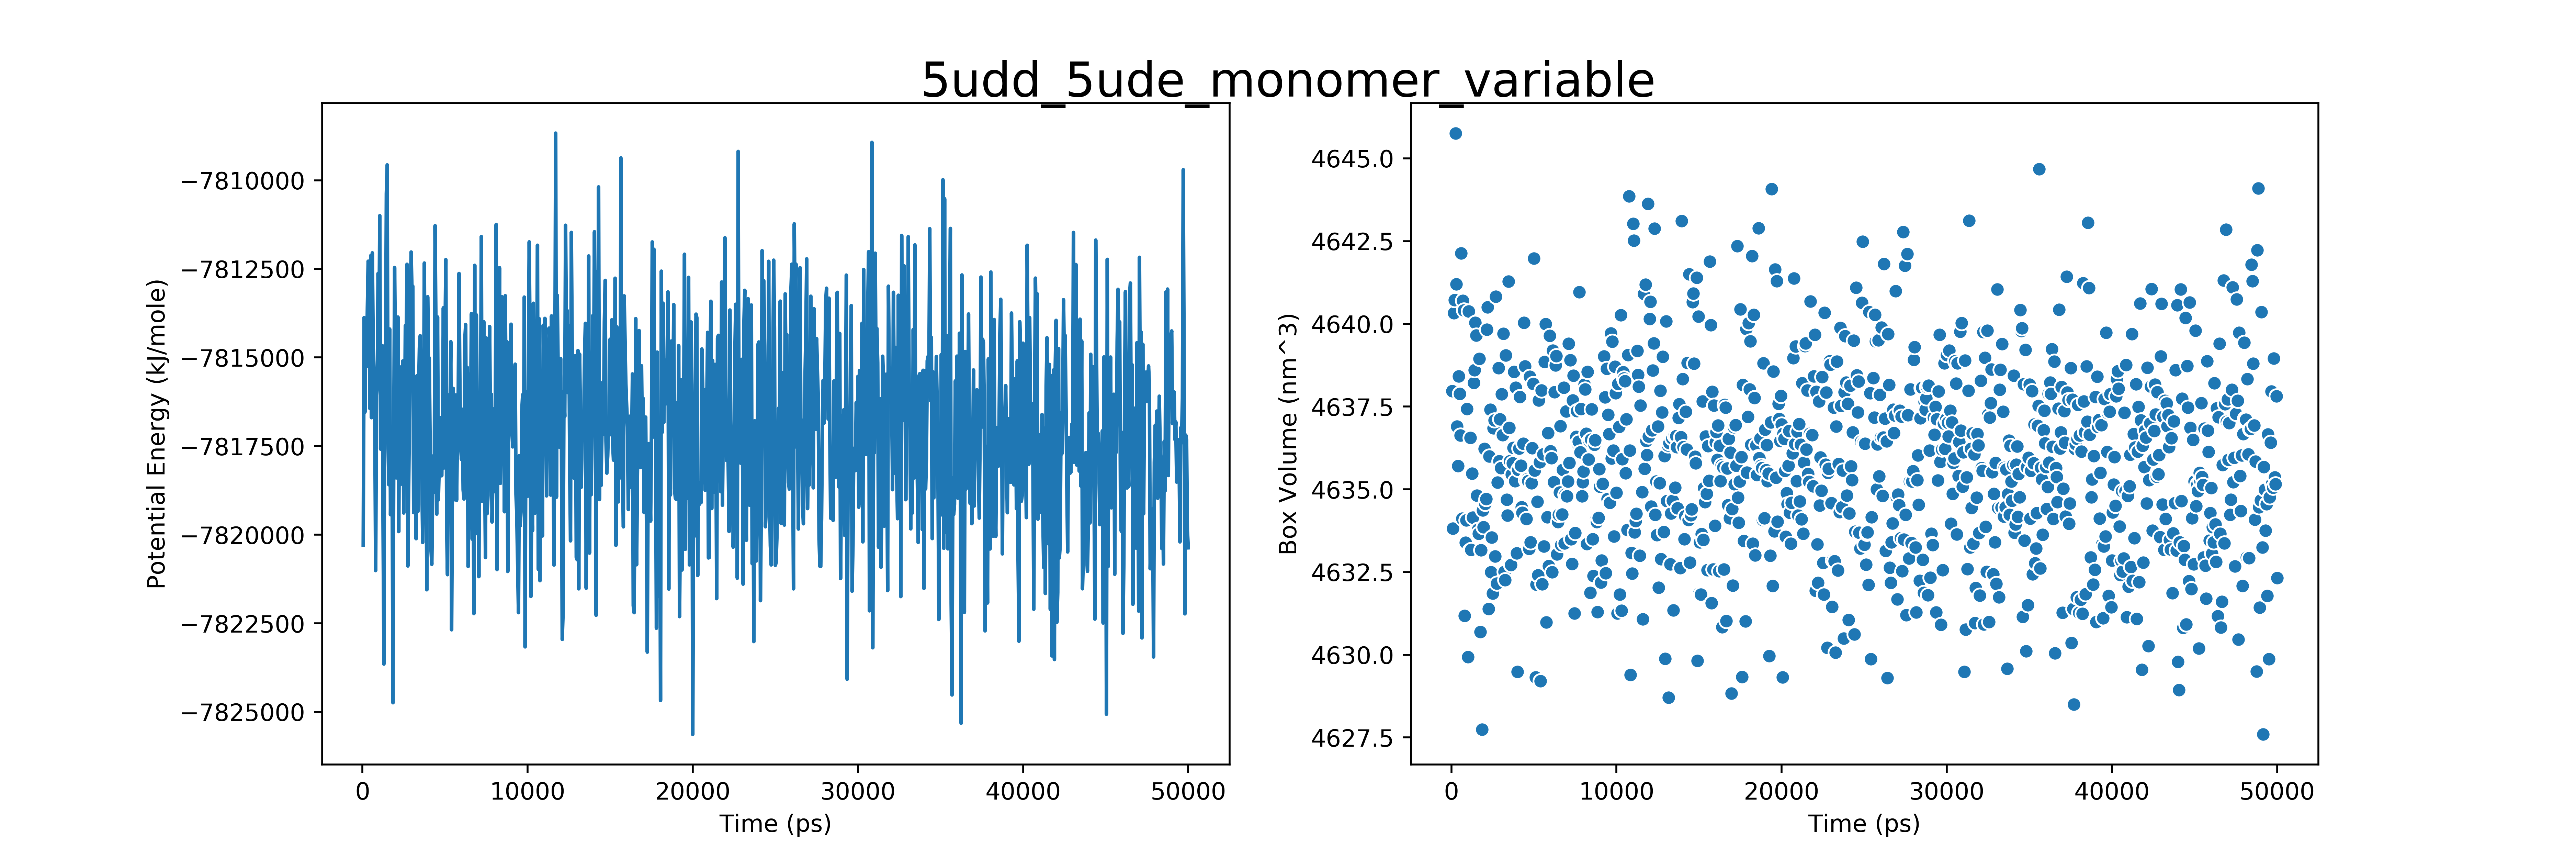 5udd_5ude_monomer_variable
Potential Energy (kJ/mole)
−7810000
−7812500
−7815000
−7817500
−7820000
−7822500
−7825000
0 10000 20000 30000 40000 50000
Time (ps)
Box Volume (nm^3)
4645.0
4642.5
4640.0
4637.5
4635.0
4632.5
4630.0
4627.5
0 10000 20000 30000 40000 50000
Time (ps)